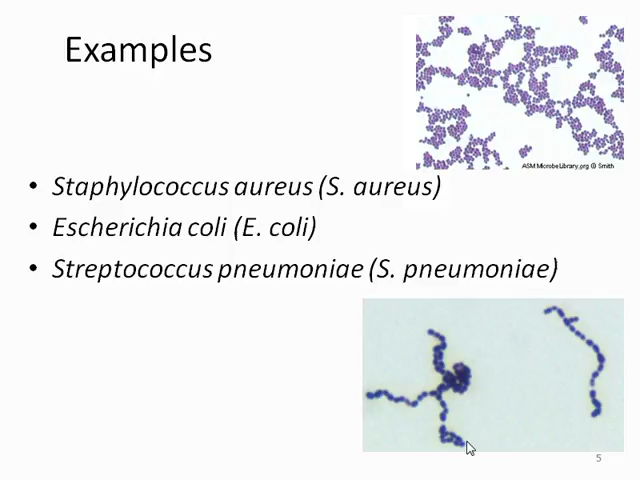 Examples
ASM MicrobeLibrary.org © Smith
• Staphylococcus aureus (S. aureus)
• Escherichia coli (E. coli)
• Streptococcus pneumoniae (S. pneumoniae)
5